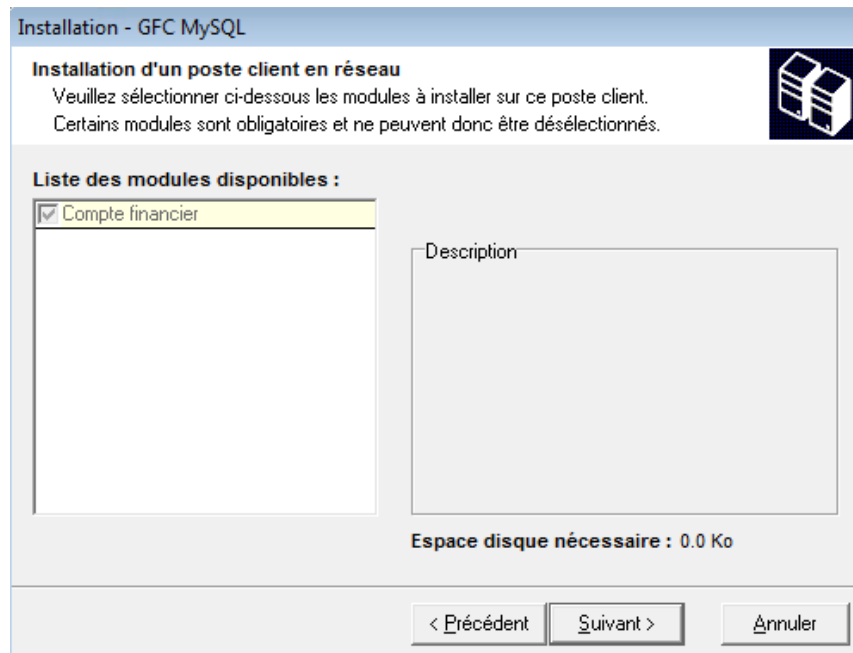 Installation - GFC MySQL
Installation d'un poste client en réseau
Veuillez sélectionner ci-dessous les modules à installer sur ce poste client.
Certains modules sont obligatoires et ne peuvent donc être désélectionnés.
Liste des modules disponibles :
Compte financier
Description
Espace disque nécessaire : 0.0 Ko
< Précédent
Suivant >
Annuler